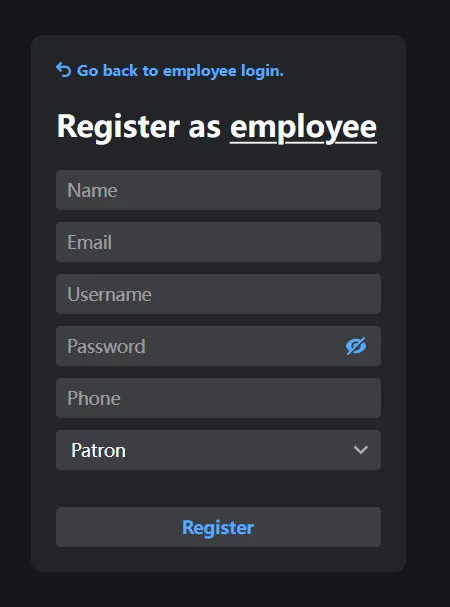 Go back to employee login.
Register as employee
Name
Email
Username
Password
Phone
Patron
Register